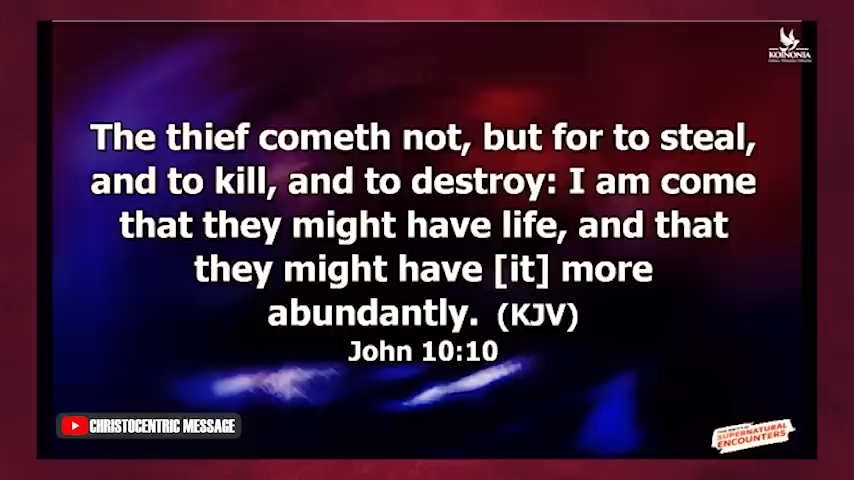 KOINONIA
The thief cometh not, but for to steal,
and to kill, and to destroy: I am come
that they might have life, and that
they might have [it] more
abundantly. (KJV)
John 10:10
CHRISTOCENTRIC MESSAGE
SUPERNATURAL
ENCOUNTERS